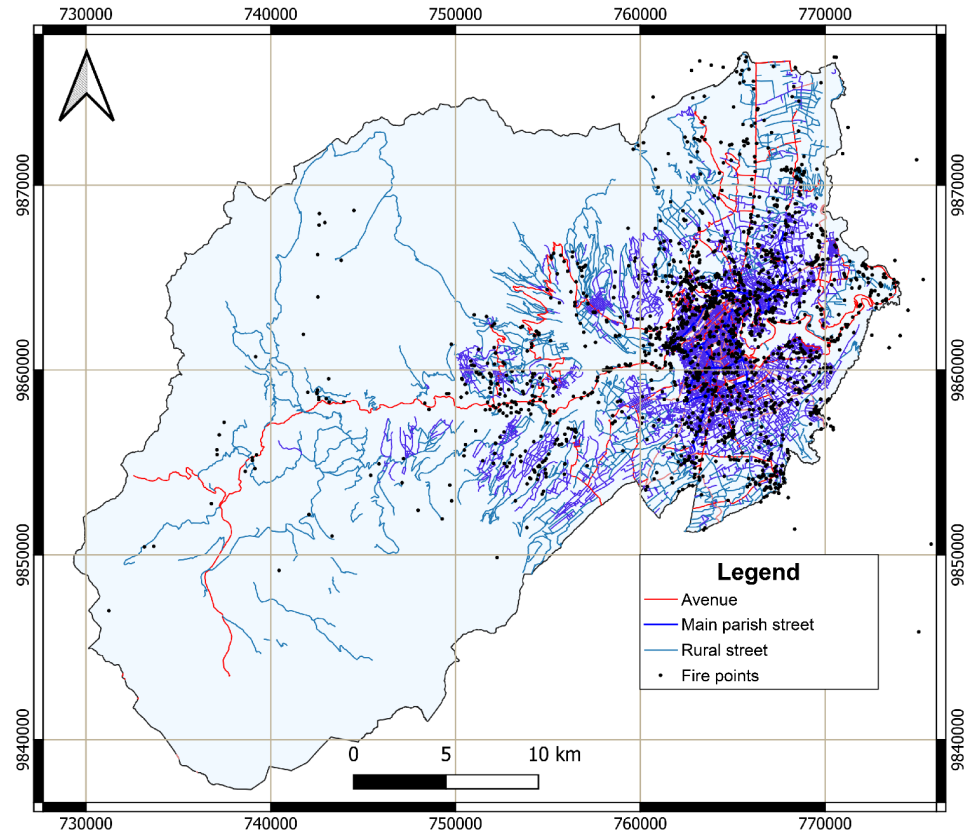 730000 740000 750000 760000 770000
9870000 9870000
9860000 9860000
9850000 9850000
Legend
Avenue
Main parish street
Rural street
Fire points
9840000 9840000
0 5 10 km
730000 740000 750000 760000 770000